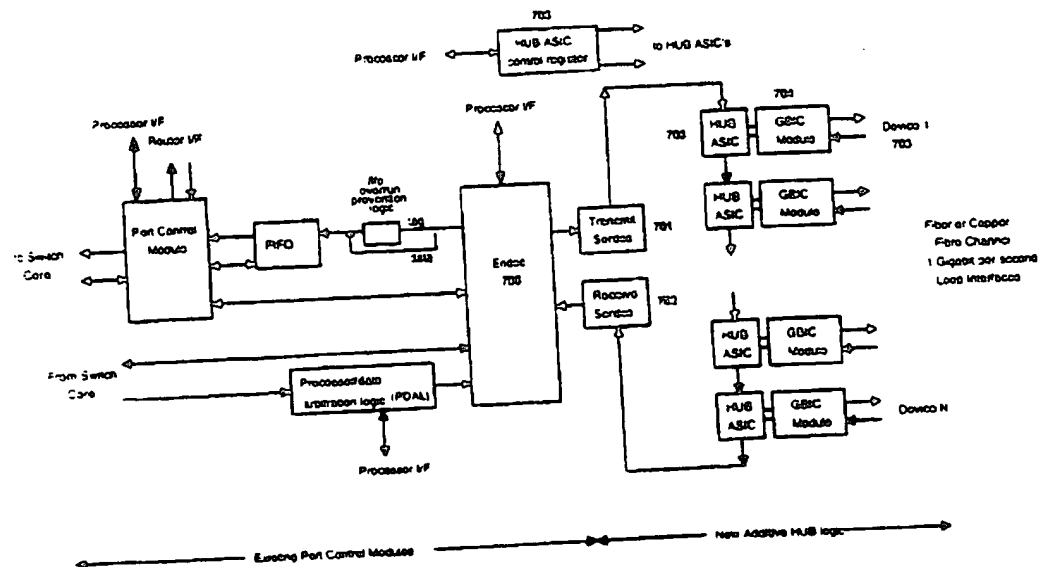 703
HUB ASIC
control register
Processor I/F
to HUB ASIC's
Processor I/F
Router I/F
Processor I/F
fifo
overrun
prevention
logic
tag
data
Port Control
Module
FIFO
to Switch
Core
Endec
700
Transmit
Serdes
701
Receive
Serdes
702
703
HUB
ASIC
704
GBIC
Module
Device 1
703
HUB
ASIC
GBIC
Module
Fiber or Copper
Fibre Channel
1 Gigabit per second
Loop Interfaces
HUB
ASIC
GBIC
Module
HUB
ASIC
GBIC
Module
Device N
From Switch
Core
Processor/data
arbitration logic (PDAL)
Processor I/F
Existing Port Control Modules
New Additive HUB logic